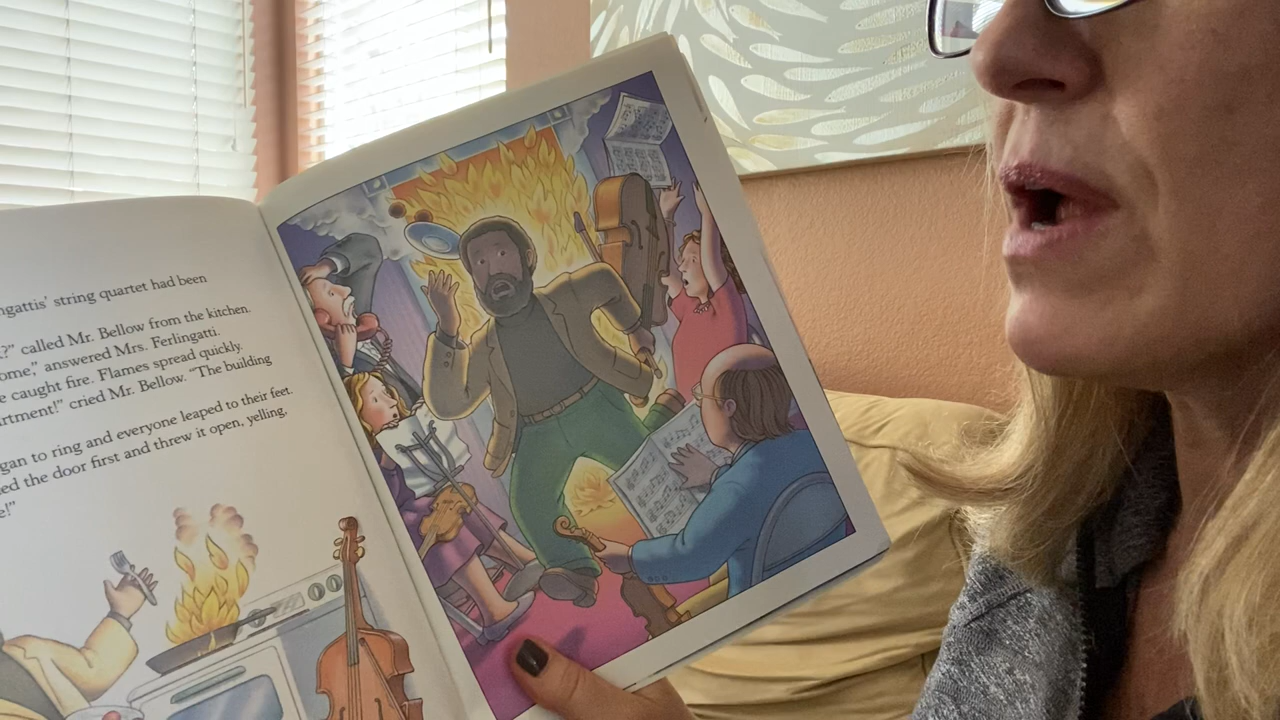 ngattis' string quartet had been
?" called Mr. Bellow from the kitchen.
ome," answered Mrs. Ferlingatti.
e caught fire. Flames spread quickly.
rtment!" cried Mr. Bellow. "The building
gan to ring and everyone leaped to their feet.
ed the door first and threw it open, yelling,
e!"